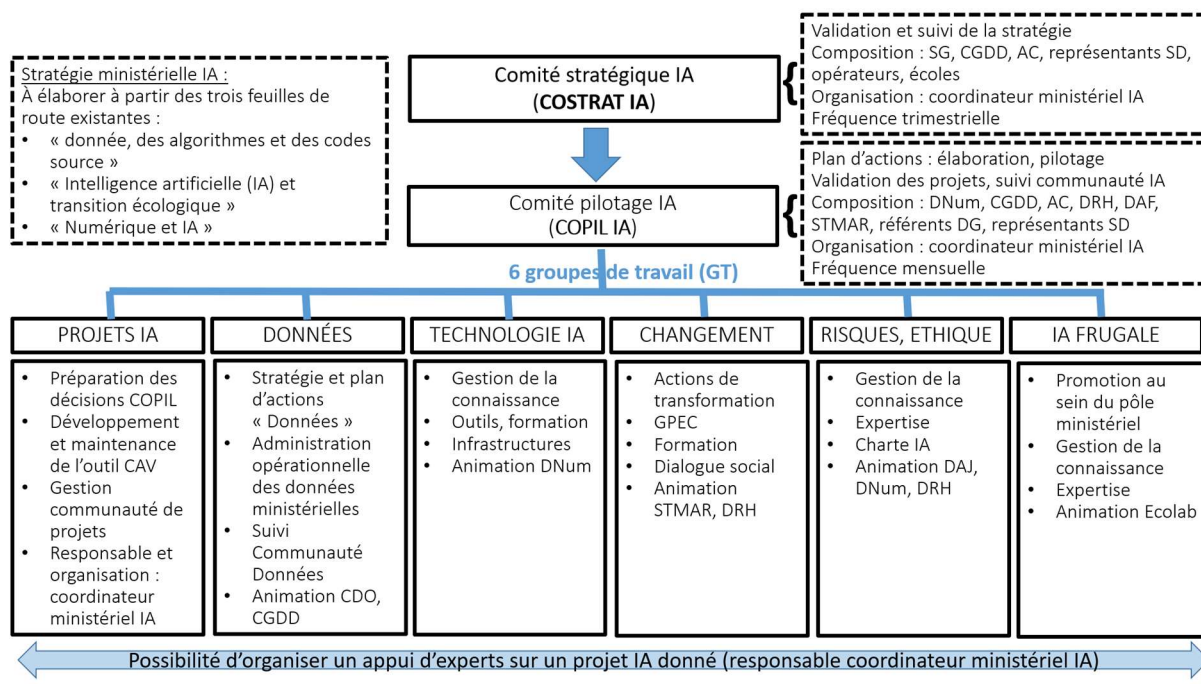 Stratégie ministérielle IA :
À élaborer à partir des trois feuilles de
route existantes :
• « donnée, des algorithmes et des codes
source »
• « Intelligence artificielle (IA) et
transition écologique »
• « Numérique et IA »
Comité stratégique IA
(COSTRAT IA)
Validation et suivi de la stratégie
Composition : SG, CGDD, AC, représentants SD,
opérateurs, écoles
Organisation : coordinateur ministériel IA
Fréquence trimestrielle
Comité pilotage IA
(COPIL IA)
Plan d’actions : élaboration, pilotage
Validation des projets, suivi communauté IA
Composition : DNum, CGDD, AC, DRH, DAF,
STMAR, référents DG, représentants SD
Organisation : coordinateur ministériel IA
Fréquence mensuelle
6 groupes de travail (GT)
PROJETS IA
• Préparation des
décisions COPIL
• Développement
et maintenance
de l’outil CAV
• Gestion
communauté de
projets
• Responsable et
organisation :
coordinateur
ministériel IA
DONNÉES
• Stratégie et plan
d’actions
« Données »
• Administration
opérationnelle
des données
ministérielles
• Suivi
Communauté
Données
• Animation CDO,
CGDD
TECHNOLOGIE IA
• Gestion de la
connaissance
• Outils, formation
• Infrastructures
• Animation DNum
CHANGEMENT
• Actions de
transformation
• GPEC
• Formation
• Dialogue social
• Animation
STMAR, DRH
RISQUES, ETHIQUE
• Gestion de la
connaissance
• Expertise
• Charte IA
• Animation DAJ,
DNum, DRH
IA FRUGALE
• Promotion au
sein du pôle
ministériel
• Gestion de la
connaissance
• Expertise
• Animation Ecolab
Possibilité d’organiser un appui d’experts sur un projet IA donné (responsable coordinateur ministériel IA)